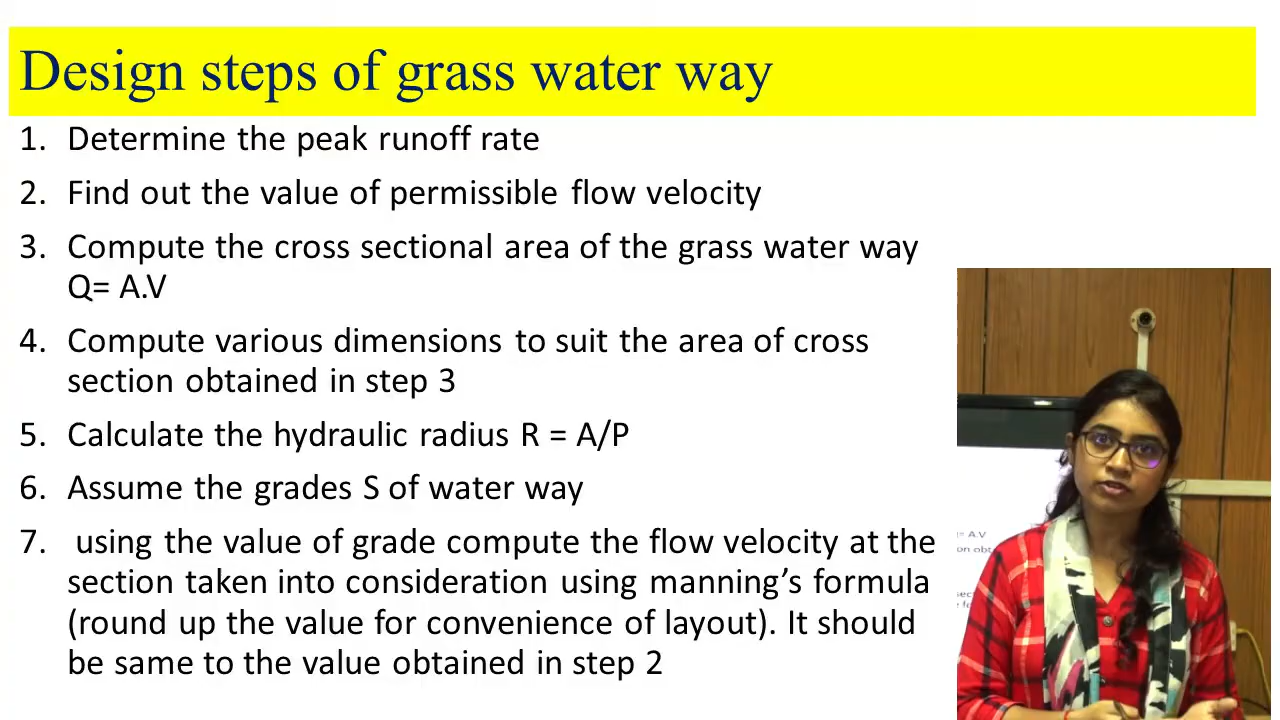 Design steps of grass water way
1. Determine the peak runoff rate
2. Find out the value of permissible flow velocity
3. Compute the cross sectional area of the grass water way
Q= A.V
4. Compute various dimensions to suit the area of cross
section obtained in step 3
5. Calculate the hydraulic radius R = A/P
6. Assume the grades S of water way
7. using the value of grade compute the flow velocity at the
section taken into consideration using manning’s formula
(round up the value for convenience of layout). It should
be same to the value obtained in step 2
= A.V
on obt